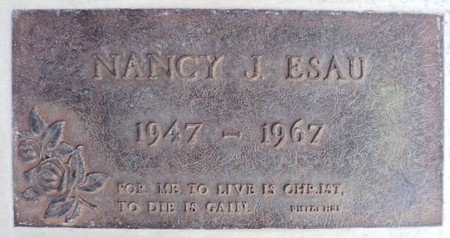 NANCY J. ESAU
1947 – 1967
FOR ME TO LIVE IS CHRIST,
TO DIE IS GAIN.